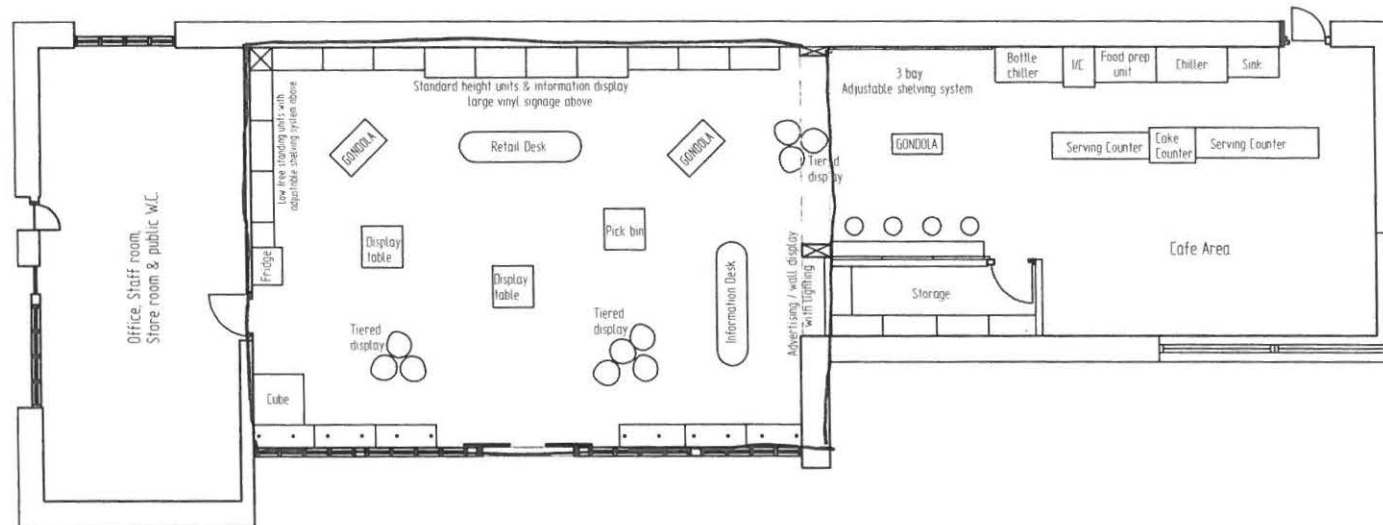 Office, Staff room,
Store room & public W.C.
Low free standing units with
adjustable shelving system above
Fridge
Cube
Standard height units & information display
large vinyl signage above
GONDOLA
Retail Desk
GONDOLA
Display
table
Display
table
Pick bin
Tiered
display
Tiered
display
Tiered
display
Information Desk
Advertising / wall display
with lighting
3 bay
Adjustable shelving system
Bottle
chiller
I/C
Food prep
unit
Chiller
Sink
GONDOLA
Serving Counter
Cake
Counter
Serving Counter
Cafe Area
Storage